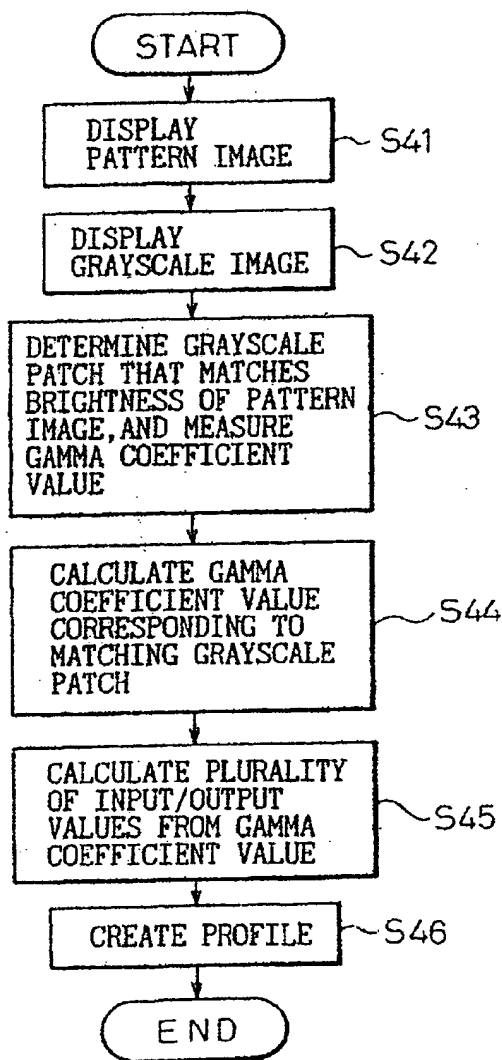 START
DISPLAY
PATTERN IMAGE
S41
DISPLAY
GRAYSCALE IMAGE
S42
DETERMINE GRAYSCALE
PATCH THAT MATCHES
BRIGHTNESS OF PATTERN
IMAGE, AND MEASURE
GAMMA COEFFICIENT
VALUE
S43
CALCULATE GAMMA
COEFFICIENT VALUE
CORRESPONDING TO
MATCHING GRAYSCALE
PATCH
S44
CALCULATE PLURALITY
OF INPUT/OUTPUT
VALUES FROM GAMMA
COEFFICIENT VALUE
S45
CREATE PROFILE
S46
END